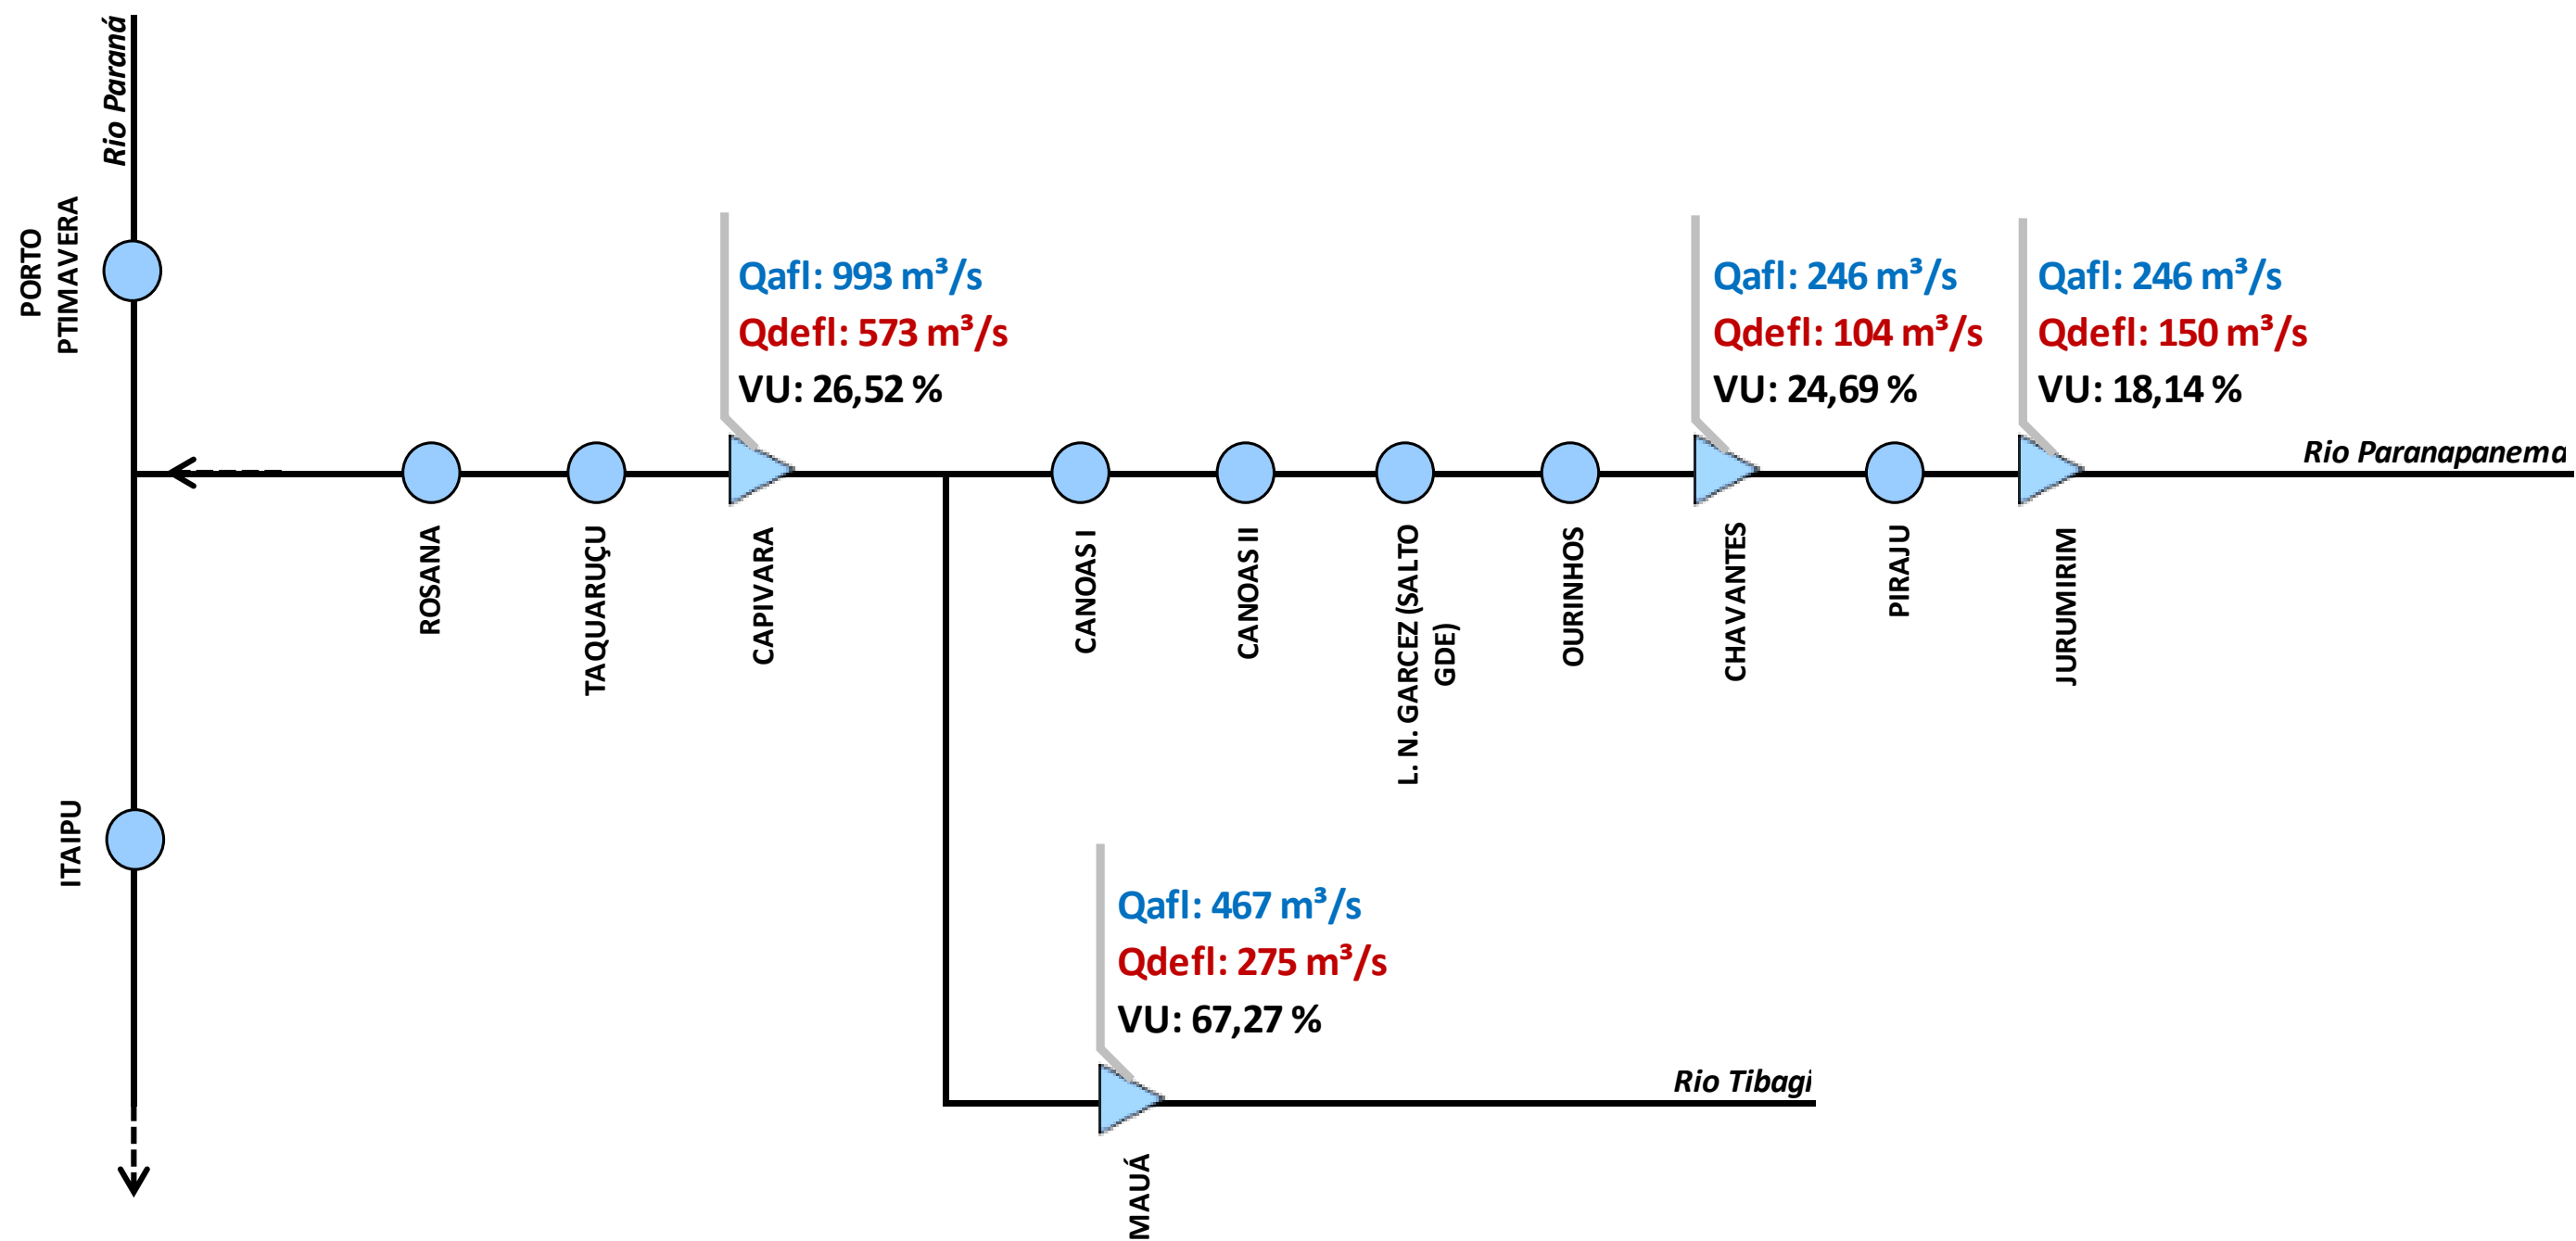 Rio Paraná
PORTO
PTIMAVERA
Qafl: 993 m³/s
Qdefl: 573 m³/s
VU: 26,52 %
Qafl: 246 m³/s
Qdefl: 104 m³/s
VU: 24,69 %
Qafl: 246 m³/s
Qdefl: 150 m³/s
VU: 18,14 %
Rio Paranapanema
ROSANA
TAQUARUÇU
CAPIVARA
CANOAS I
CANOAS II
L. N. GARCEZ (SALTO
GDE)
OURINHOS
CHAVANTES
PIRAJU
JURUMIRIM
ITAIPU
Qafl: 467 m³/s
Qdefl: 275 m³/s
VU: 67,27 %
Rio Tibagi
MAUÁ